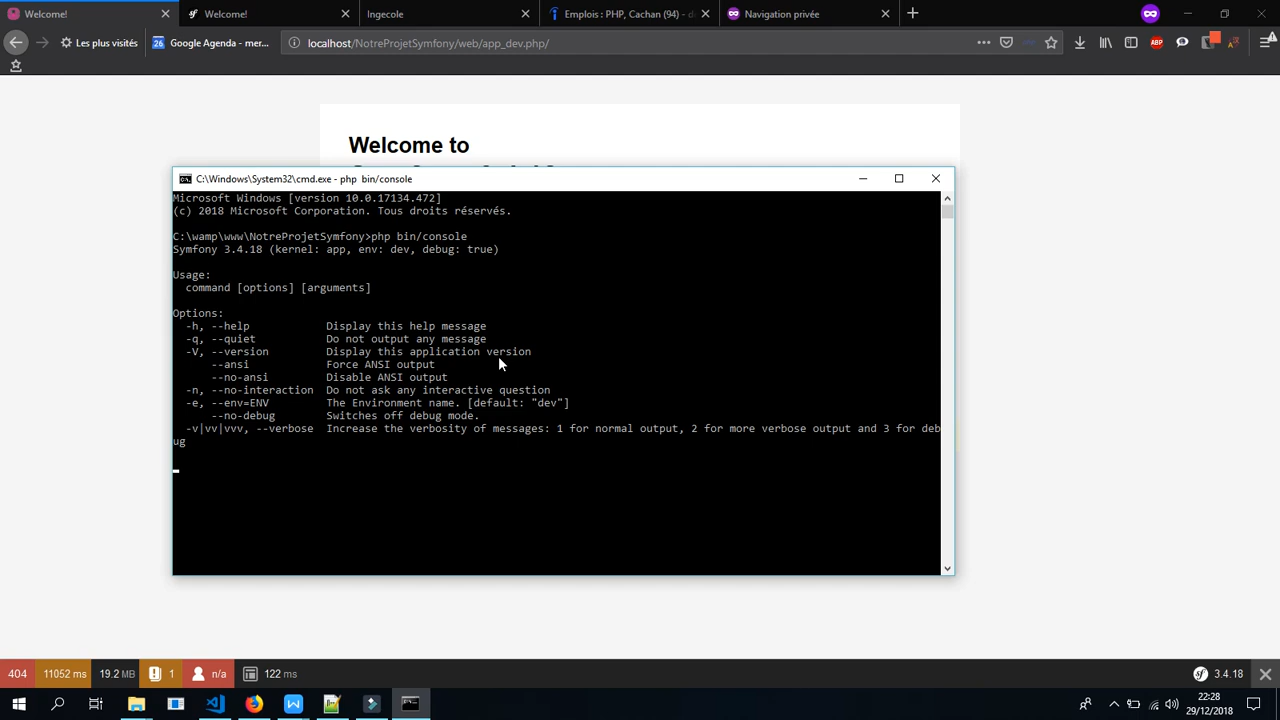 Welcome!
Welcome!
Ingecole
Emplois : PHP, Cachan (94) - d
Navigation privée
Les plus visités
26
Google Agenda - mer...
localhost/NotreProjetSymfony/web/app_dev.php/
ABP
Welcome to
C:\Windows\System32\cmd.exe - php  bin/console
Microsoft Windows [version 10.0.17134.472]
(c) 2018 Microsoft Corporation. Tous droits réservés.
C:\wamp\www\NotreProjetSymfony>php bin/console
Symfony 3.4.18 (kernel: app, env: dev, debug: true)
Usage:
command [options] [arguments]
Options:
-h, --help Display this help message
-q, --quiet Do not output any message
-V, --version Display this application version
--ansi Force ANSI output
--no-ansi Disable ANSI output
-n, --no-interaction Do not ask any interactive question
-e, --env=ENV The Environment name. [default: "dev"]
--no-debug Switches off debug mode.
-v|vv|vvv, --verbose Increase the verbosity of messages: 1 for normal output, 2 for more verbose output and 3 for deb
ug
404 11052 ms 19.2 MB 1 n/a 122 ms sf 3.4.18
22:28
29/12/2018